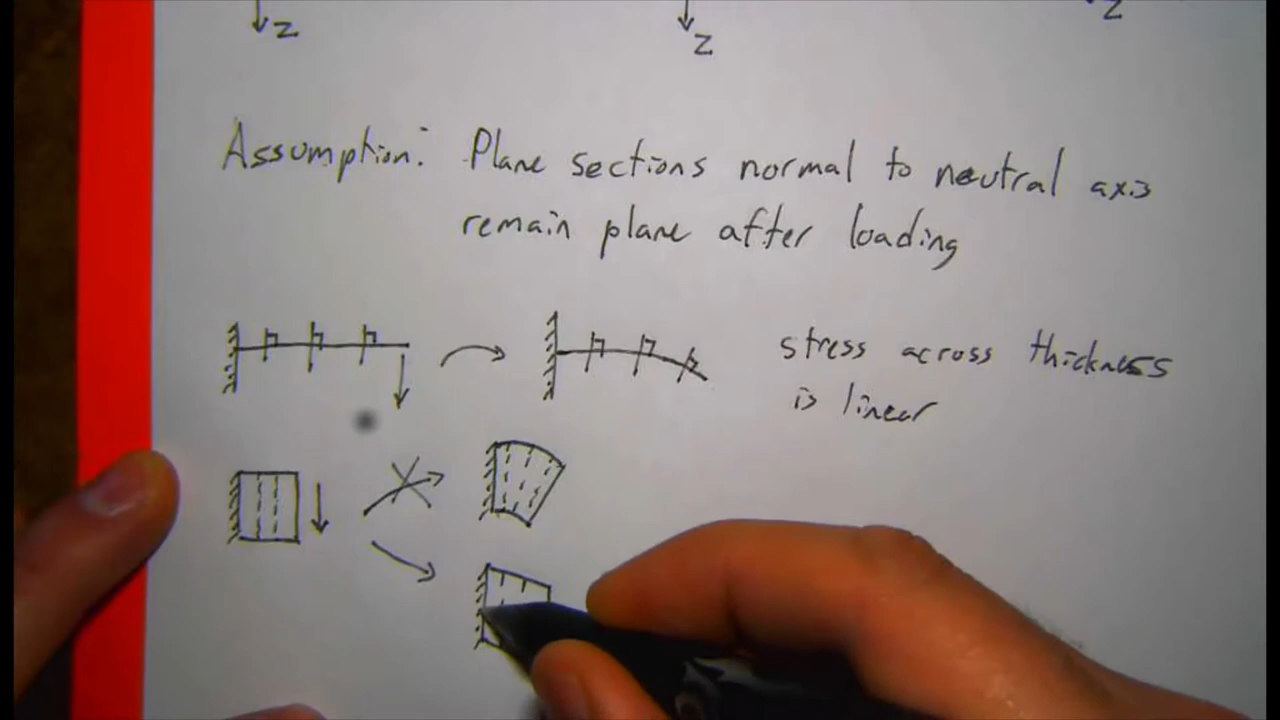 z
z
z
Assumption: Plane sections normal to neutral axis
remain plane after loading
stress across thickness
is linear